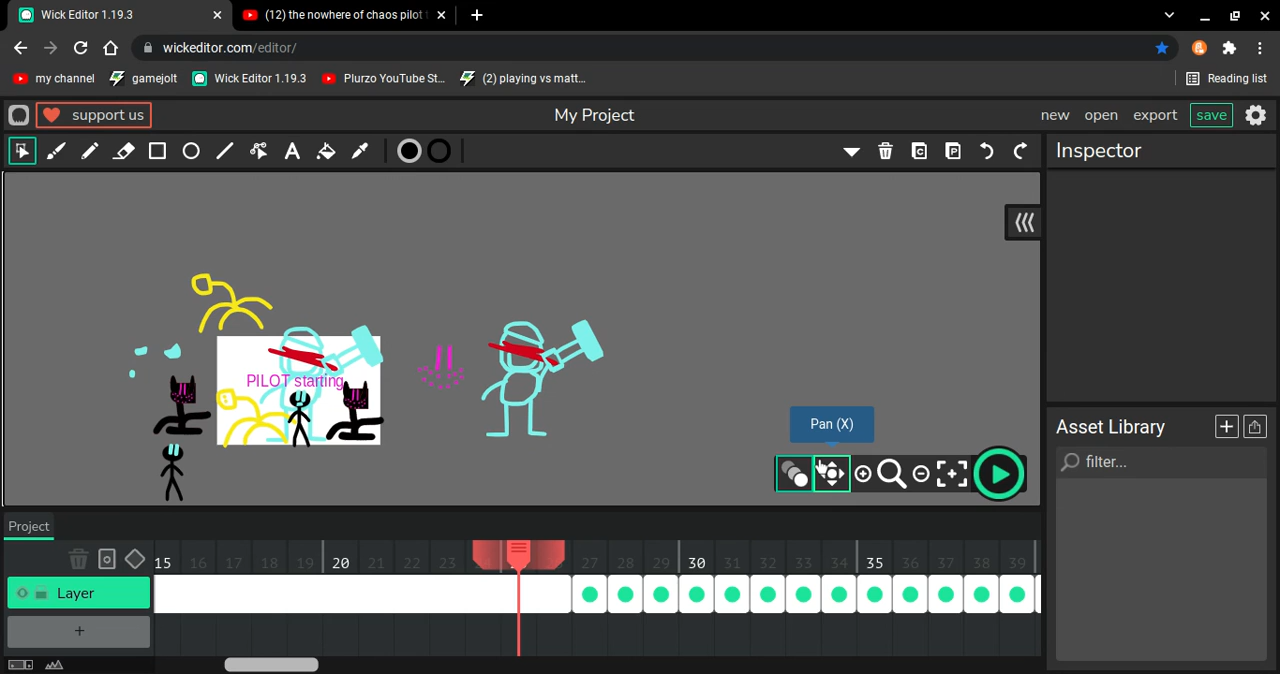 Wick Editor 1.19.3
(12) the nowhere of chaos pilot
wickeditor.com/editor/
my channel
gamejolt
Wick Editor 1.19.3
Plurzo YouTube St...
(2) playing vs matt...
Reading list
support us
My Project
new
open
export
save
Inspector
PILOT starting
Pan (X)
Asset Library
filter...
Project
15 16 17 18 19 20 21 22 23 27 28 29 30 31 32 33 34 35 36 37 38 39
Layer